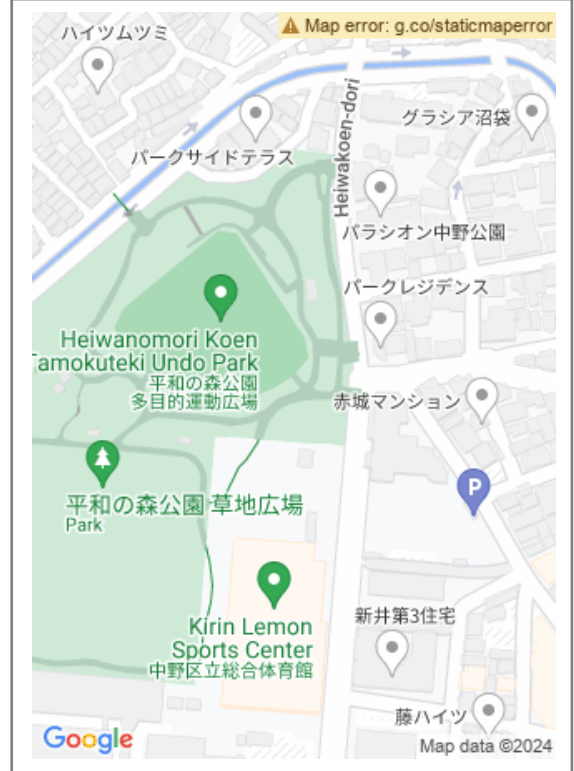 Map error: g.co/staticmaperror
ハイツムツミ
Heiwakoen-dori
グラシア沼袋
パークサイドテラス
パラシオン中野公園
パークレジデンス
Heiwanomori Koen
Tamokuteki Undo Park
平和の森公園
多目的運動広場
赤城マンション
P
平和の森公園 草地広場
Park
Kirin Lemon
Sports Center
中野区立総合体育館
新井第3住宅
藤ハイツ
Google
Map data ©2024